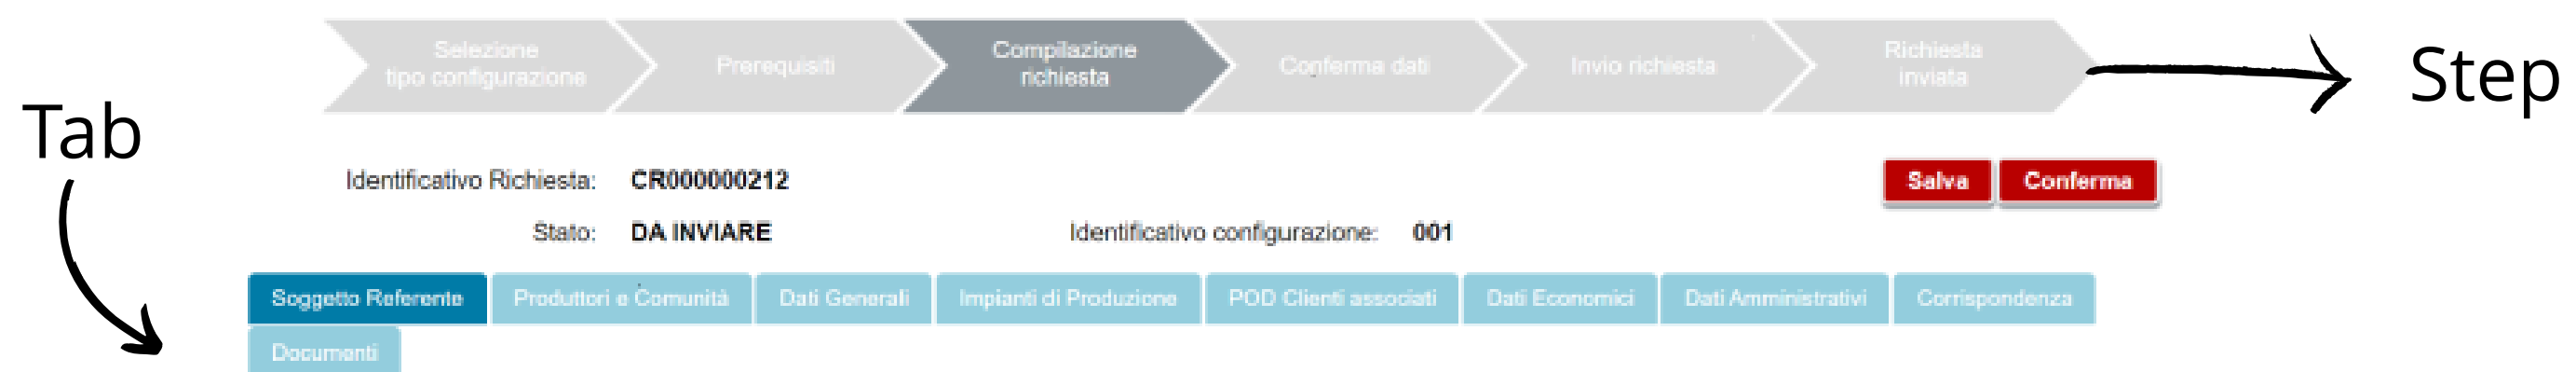 Selezione
tipo configurazione
Prerequisiti
Compilazione
richiesta
Conferma dati
Invio richiesta
Richiesta
inviata
Step
Tab
Identificativo Richiesta: CR000000212
Salva Conferma
Stato: DA INVIARE Identificativo configurazione: 001
Soggetto Referente Produttori e Comunità Dati Generali Impianti di Produzione POD Clienti associati Dati Economici Dati Amministrativi Corrispondenza
Documenti